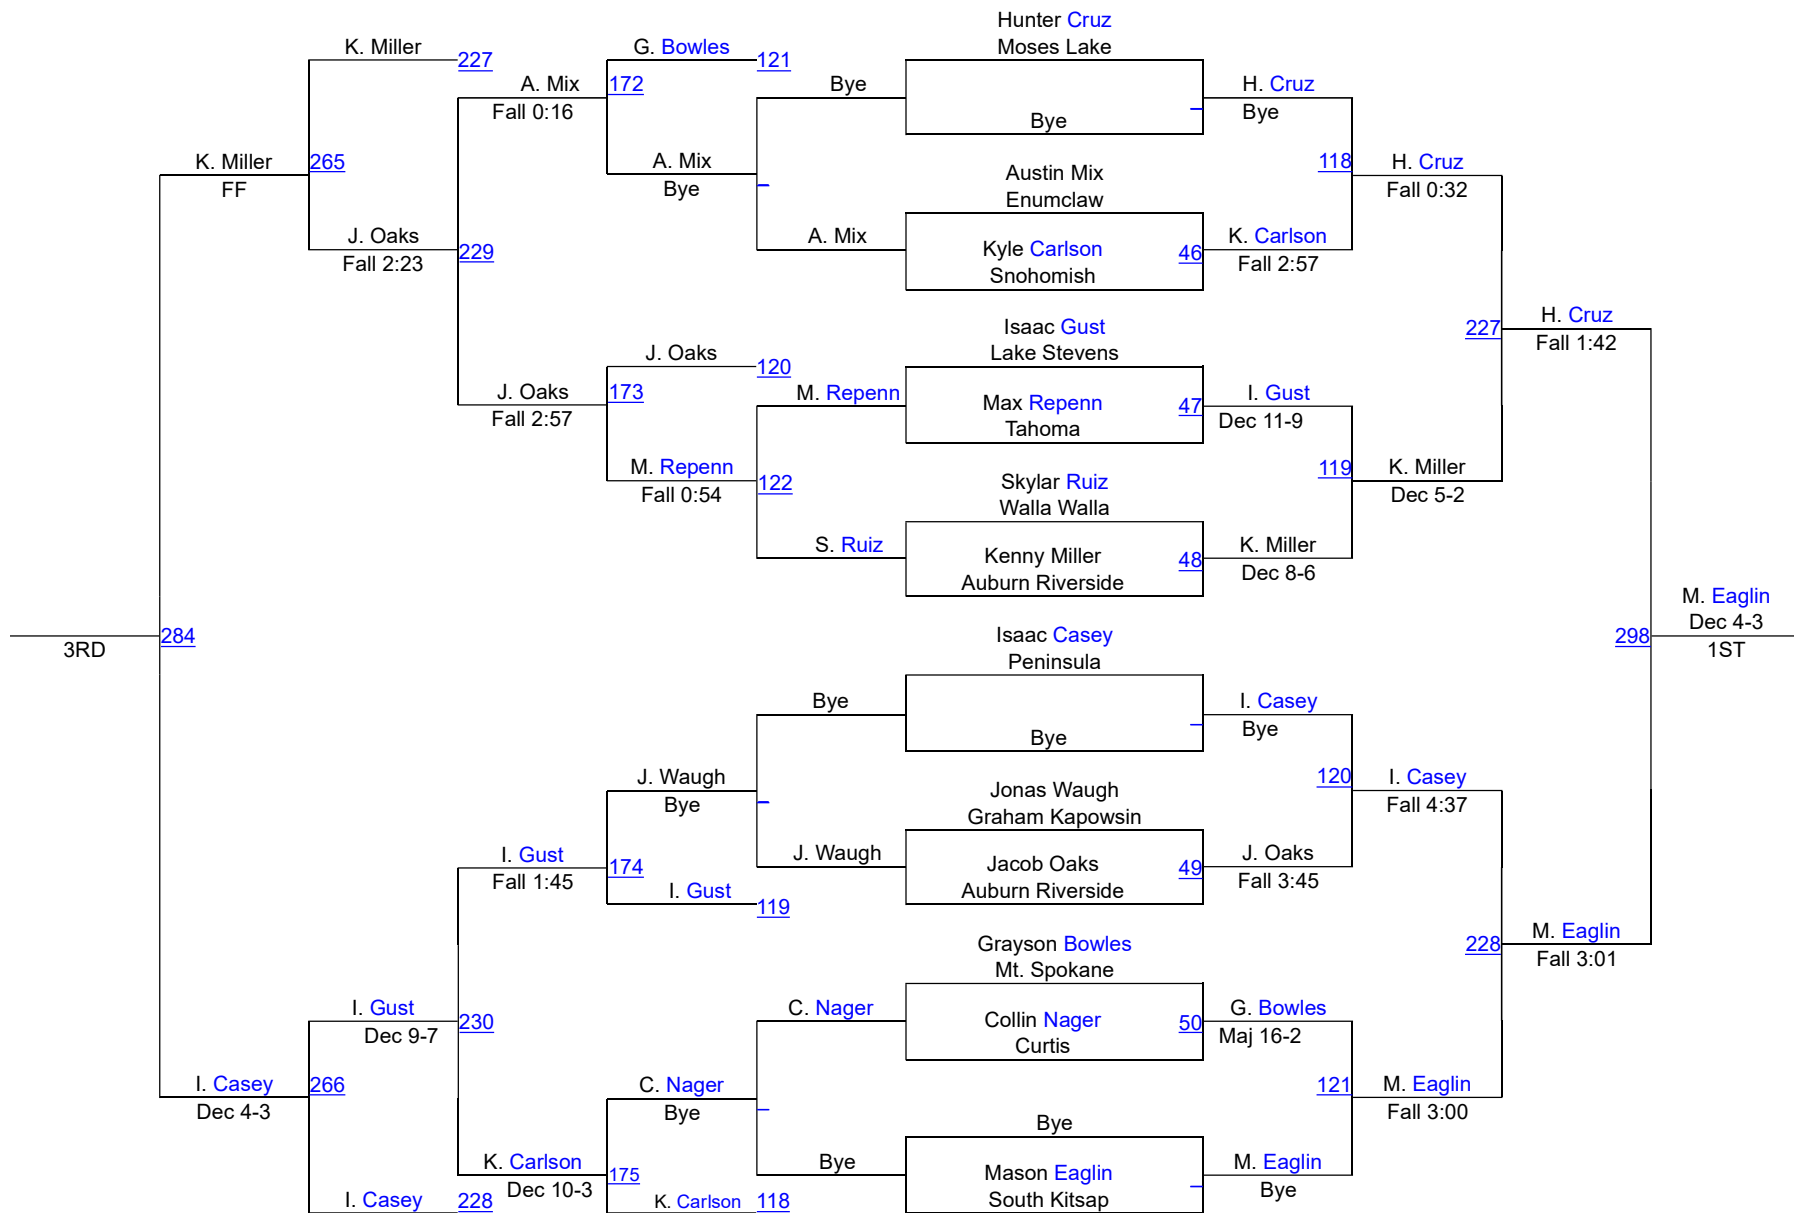 Hunter Cruz
K. Miller
G. Bowles
Moses Lake
227
121
A. Mix
172
Bye
H. Cruz
Fall 0:16
Bye
Bye
K. Miller
265
A. Mix
118
H. Cruz
FF
Bye
Austin Mix
Fall 0:32
Enumclaw
J. Oaks
229
A. Mix
Kyle Carlson
46
K. Carlson
Fall 2:23
Snohomish
Fall 2:57
Isaac Gust
227
H. Cruz
J. Oaks
120
Lake Stevens
Fall 1:42
J. Oaks
173
M. Repenn
Max Repenn
47
I. Gust
Fall 2:57
Tahoma
Dec 11-9
M. Repenn
122
Skylar Ruiz
119
K. Miller
Fall 0:54
Walla Walla
Dec 5-2
S. Ruiz
Kenny Miller
48
K. Miller
Auburn Riverside
Dec 8-6
M. Eaglin
284
Isaac Casey
298
Dec 4-3
3RD
Peninsula
1ST
Bye
I. Casey
Bye
Bye
J. Waugh
Jonas Waugh
120
I. Casey
Bye
Graham Kapowsin
Fall 4:37
I. Gust
174
J. Waugh
Jacob Oaks
49
J. Oaks
Fall 1:45
I. Gust
119
Auburn Riverside
Fall 3:45
Grayson Bowles
228
M. Eaglin
Mt. Spokane
Fall 3:01
I. Gust
230
C. Nager
Collin Nager
50
G. Bowles
Dec 9-7
Curtis
Maj 16-2
I. Casey
266
C. Nager
121
M. Eaglin
Dec 4-3
Bye
Bye
Fall 3:00
K. Carlson
175
Bye
Mason Eaglin
M. Eaglin
Dec 10-3
South Kitsap
Bye
I. Casey
228
K. Carlson
118